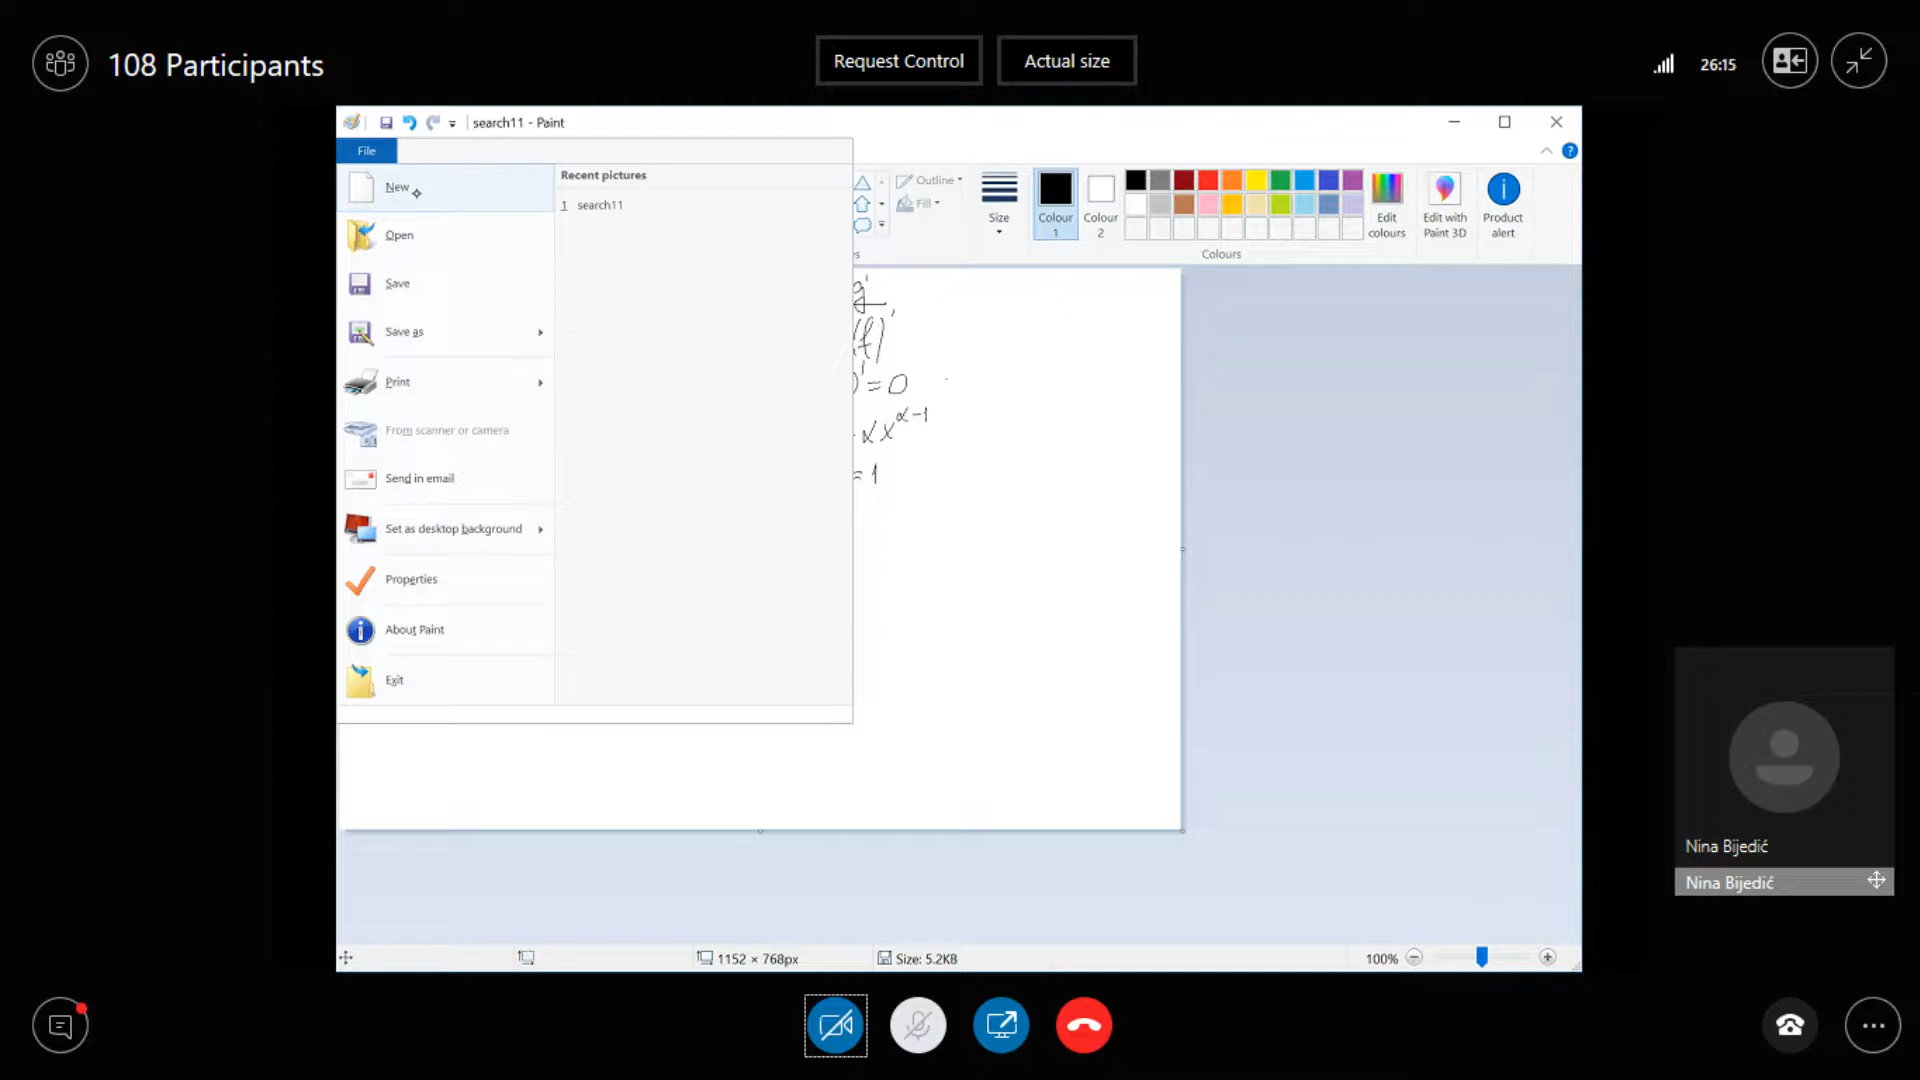 108 Participants
Request Control
Actual size
26:15
search11 - Paint
File
New
Recent pictures
1 search11
Open
Save
Save as
Print
From scanner or camera
Send in email
Set as desktop background
Properties
About Paint
Exit
Outline
Fill
Size
Colour 1
Colour 2
Edit colours
Edit with Paint 3D
Product alert
Colours
g'
(f)'
)'=0
αx^α-1
=1
Nina Bijedić
Nina Bijedić
1152 × 768px
Size: 5.2KB
100%